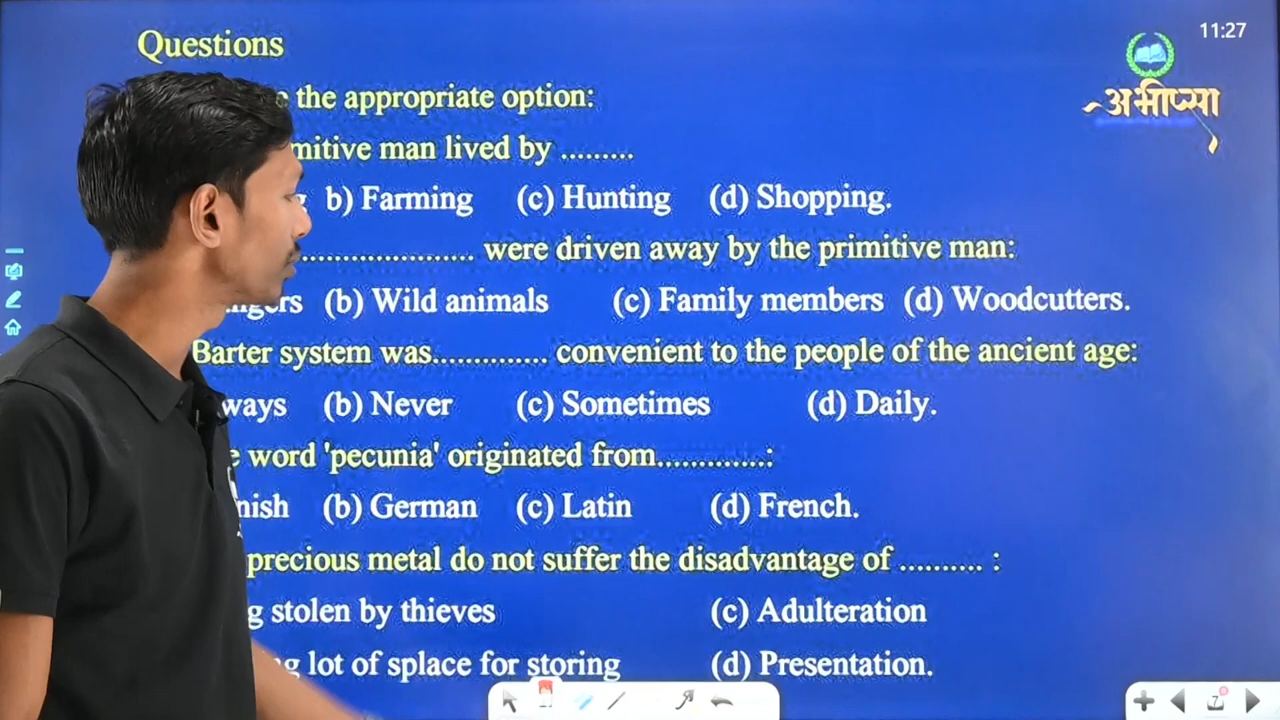 Questions
11:27
अभीप्सा
the appropriate option:
man lived by .........
b) Farming (c) Hunting (d) Shopping.
...................... were driven away by the primitive man:
(b) Wild animals (c) Family members (d) Woodcutters.
Barter system was.............. convenient to the people of the ancient age:
(b) Never (c) Sometimes (d) Daily.
word 'pecunia' originated from.............:
(b) German (c) Latin (d) French.
precious metal do not suffer the disadvantage of .......... :
stolen by thieves (c) Adulteration
lot of splace for storing (d) Presentation.
7